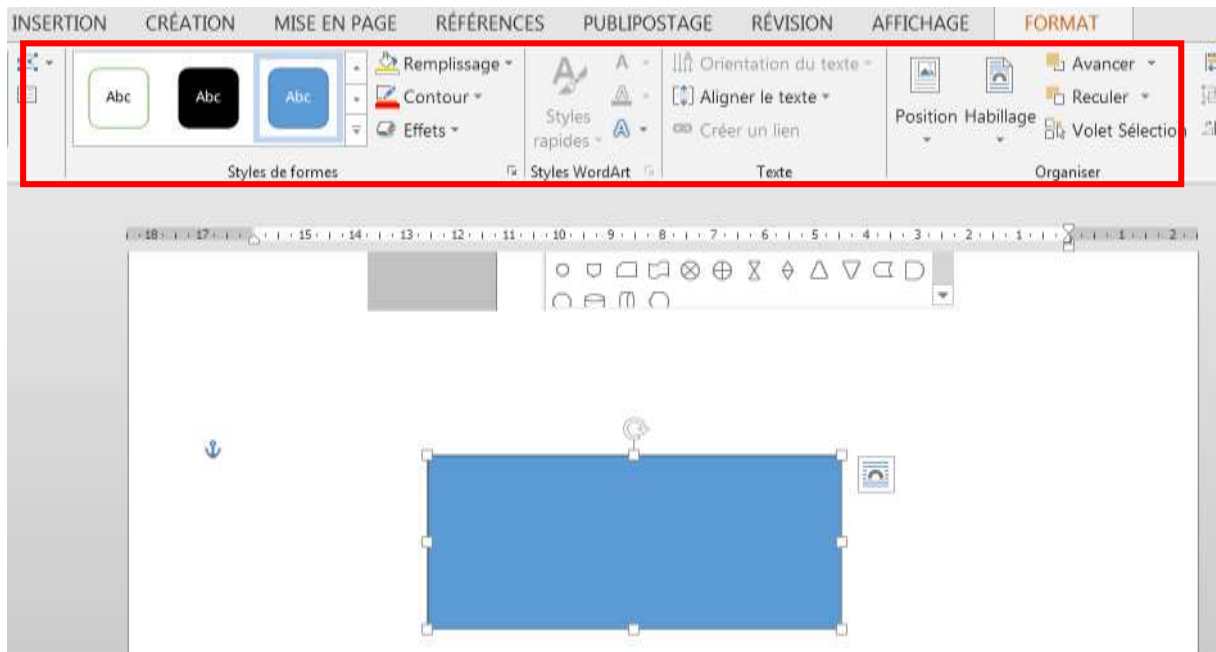 INSERTION CRÉATION MISE EN PAGE RÉFÉRENCES PUBLIPOSTAGE RÉVISION AFFICHAGE FORMAT
Abc Abc Abc
Remplissage
Contour
Effets
Styles de formes
A
Styles
rapides
A
A
A
Styles WordArt
Orientation du texte
Aligner le texte
Créer un lien
Texte
Position Habillage
Avancer
Reculer
Volet Sélection
Organiser
18 17 15 14 13 12 11 10 9 8 7 6 5 4 3 2 1 1 2